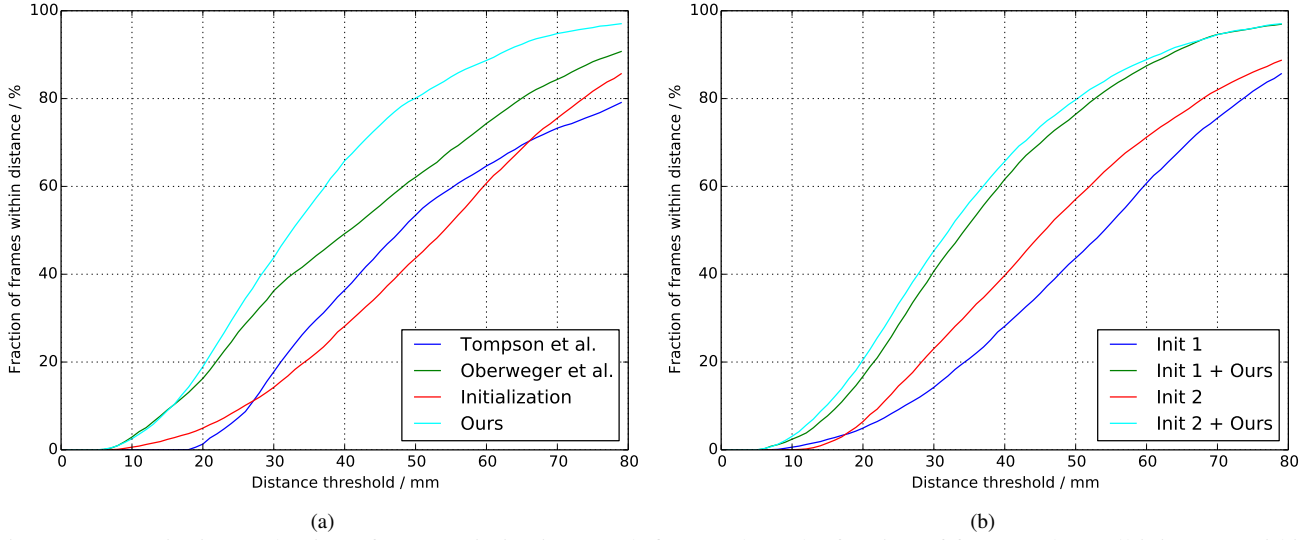 100
80
60
40
20
0
Fraction of frames within distance / %
Tompson et al.
Oberweger et al.
Initialization
Ours
0 10 20 30 40 50 60 70 80
Distance threshold / mm
(a)
100
80
60
40
20
0
Fraction of frames within distance / %
Init 1
Init 1 + Ours
Init 2
Init 2 + Ours
0 10 20 30 40 50 60 70 80
Distance threshold / mm
(b)